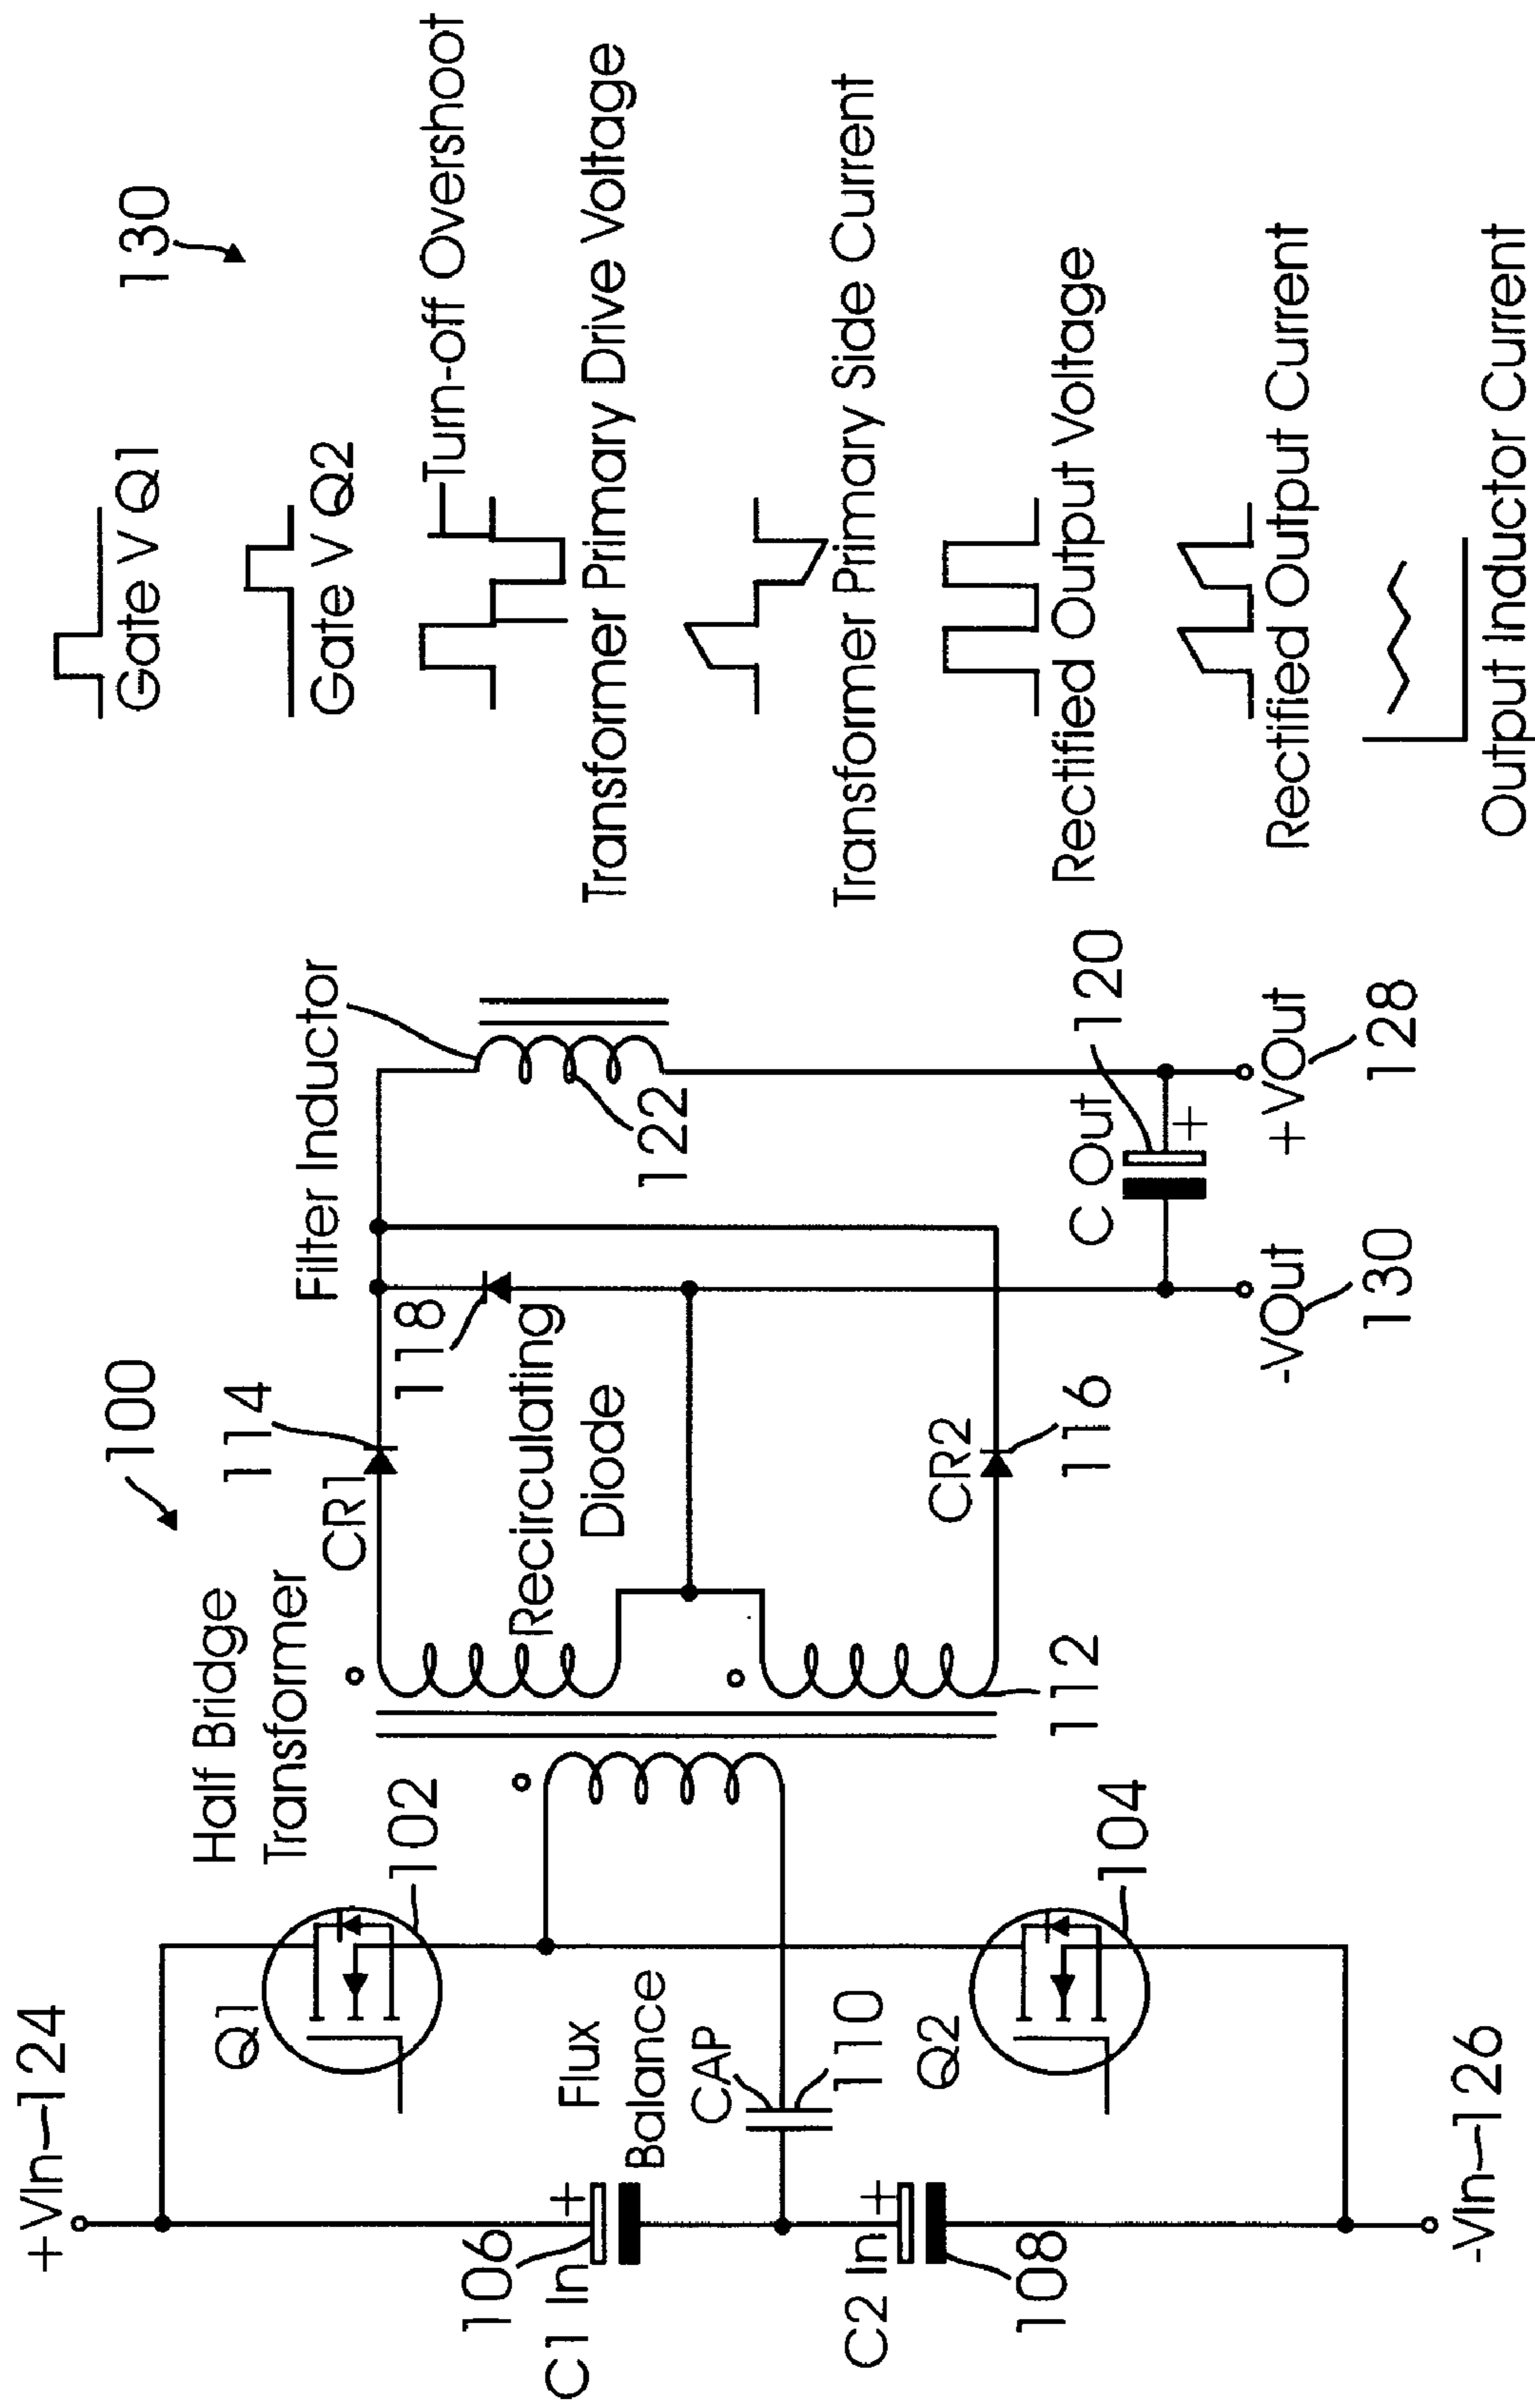 100
+VIn
124
Q1
102
Half Bridge
Transformer
114
CR1
118
Recirculating
Diode
Filter Inductor
122
106
C1 In
+
Flux
Balance
CAP
110
C2 In
+
108
Q2
104
112
CR2
116
C Out
120
+
-VIn
126
-VOut
130
+VOut
128
130
Gate V Q1
Gate V Q2
Turn-off Overshoot
Transformer Primary Drive Voltage
Transformer Primary Side Current
Rectified Output Voltage
Rectified Output Current
Output Inductor Current